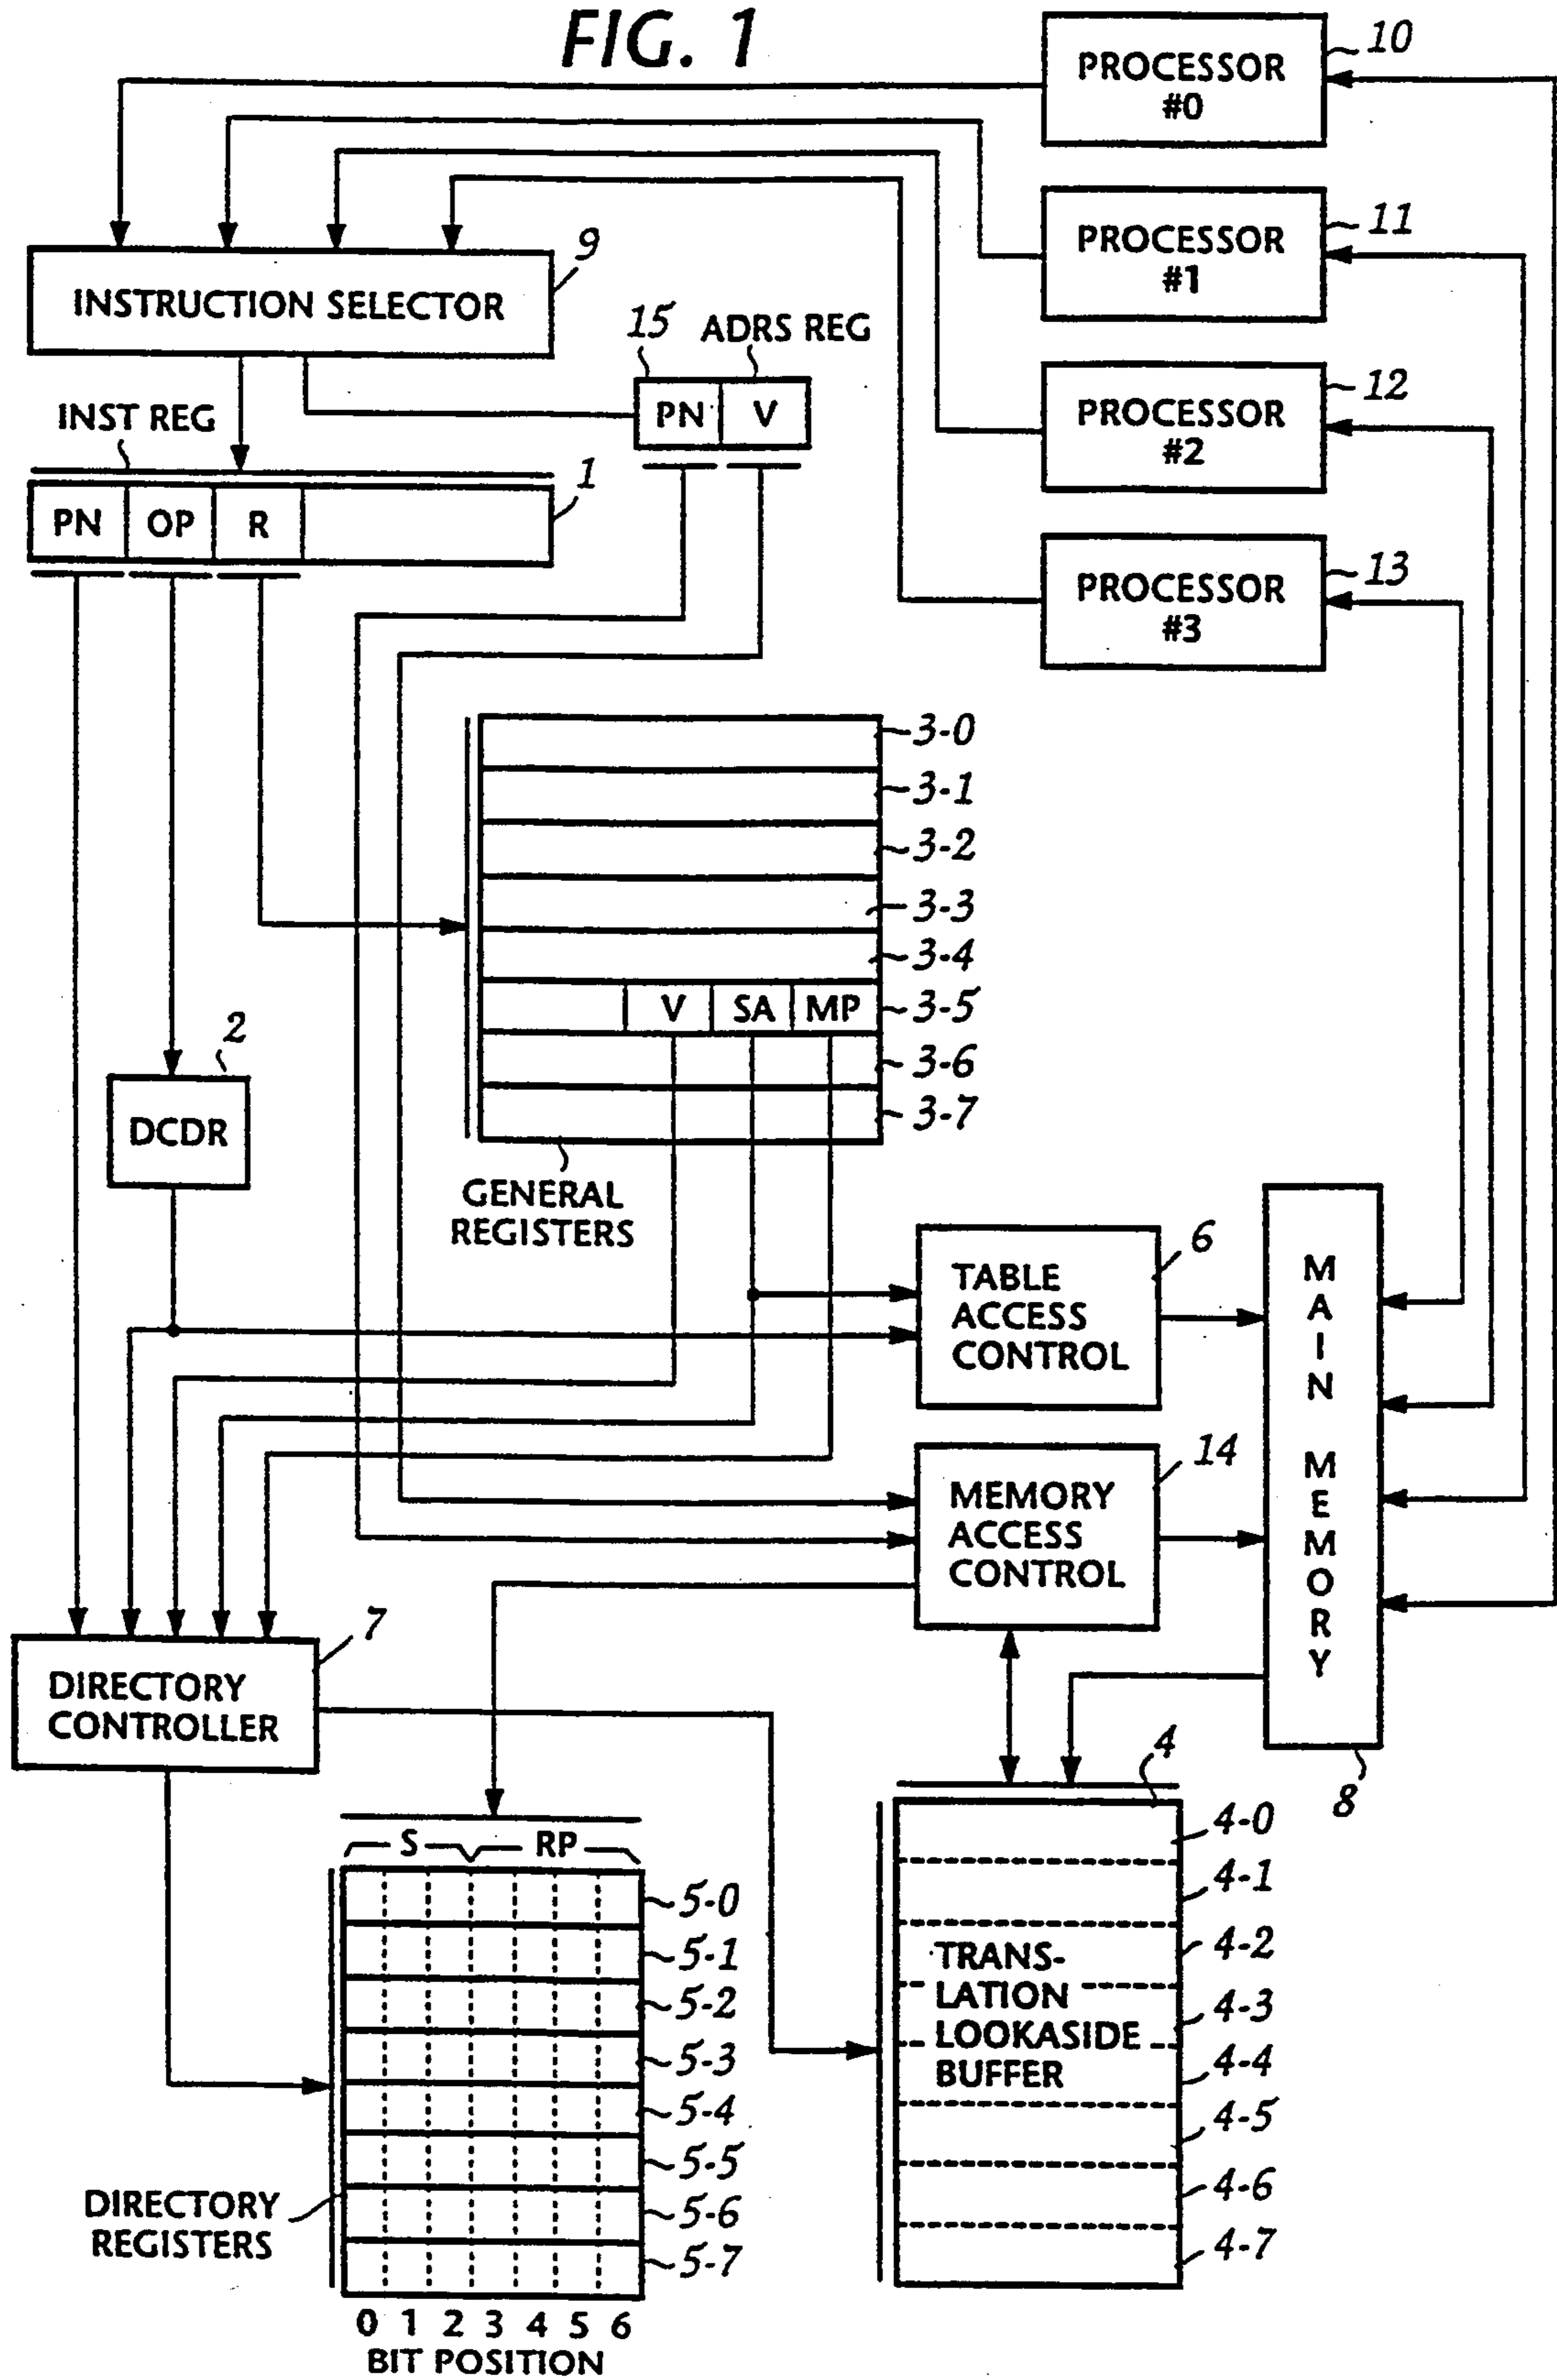 FIG. 1
PROCESSOR
#0
10
PROCESSOR
#1
11
INSTRUCTION SELECTOR
9
15
ADRS REG
PN V
PROCESSOR
#2
12
INST REG
PN OP R
1
PROCESSOR
#3
13
3-0
3-1
3-2
3-3
3-4
V SA MP
3-5
3-6
3-7
GENERAL
REGISTERS
2
DCDR
TABLE
ACCESS
CONTROL
6
MAIN MEMORY
8
MEMORY
ACCESS
CONTROL
14
DIRECTORY
CONTROLLER
7
S RP
5-0
5-1
5-2
5-3
5-4
5-5
5-6
5-7
DIRECTORY
REGISTERS
0 1 2 3 4 5 6
BIT POSITION
4
TRANS-
LATION
LOOKASIDE
BUFFER
4-0
4-1
4-2
4-3
4-4
4-5
4-6
4-7